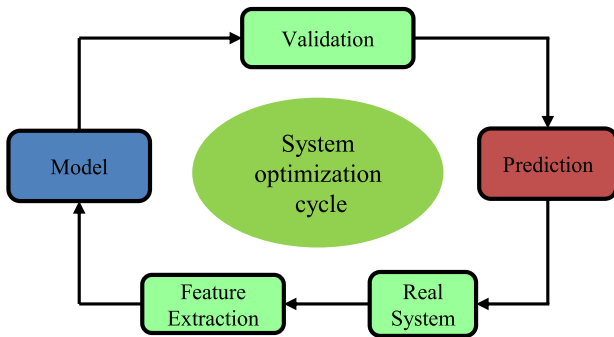 Validation
Model
System
optimization
cycle
Prediction
Feature
Extraction
Real
System